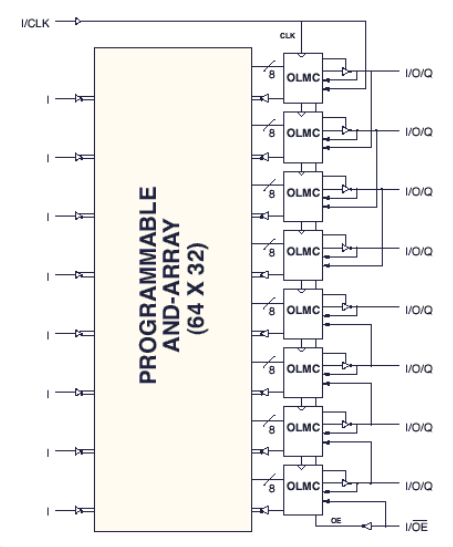 I/CLK
CLK
8
OLMC
I/O/Q
I
8
OLMC
I/O/Q
I
8
OLMC
I/O/Q
I
8
OLMC
I/O/Q
I
PROGRAMMABLE
AND-ARRAY
(64 X 32)
8
OLMC
I/O/Q
I
8
OLMC
I/O/Q
I
8
OLMC
I/O/Q
I
8
OLMC
I/O/Q
I
OE
I/O̅E̅